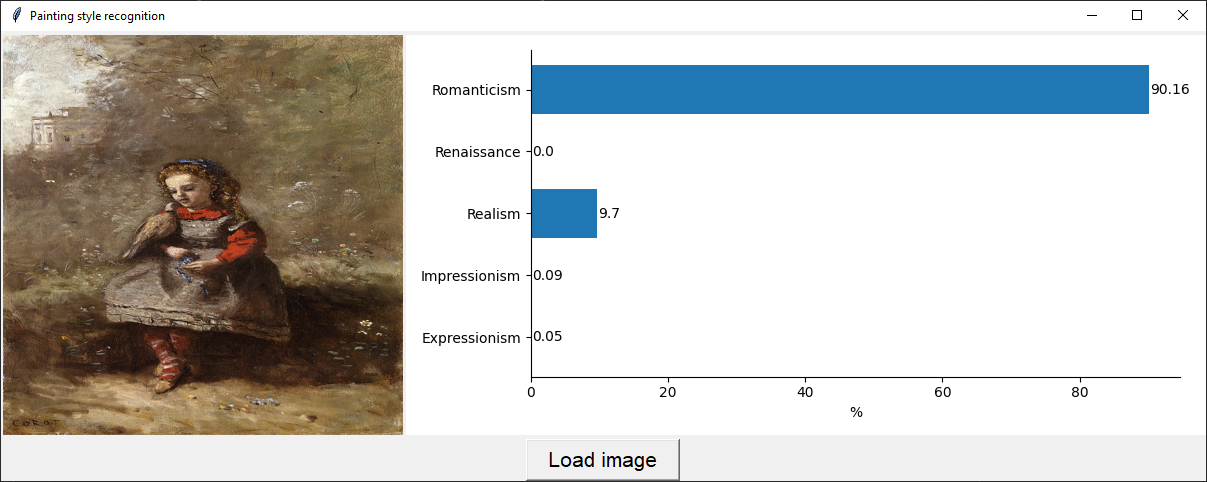 Painting style recognition
Romanticism 90.16
Renaissance 0.0
Realism 9.7
Impressionism 0.09
Expressionism 0.05
0 20 40 60 80
%
COROT
Load image